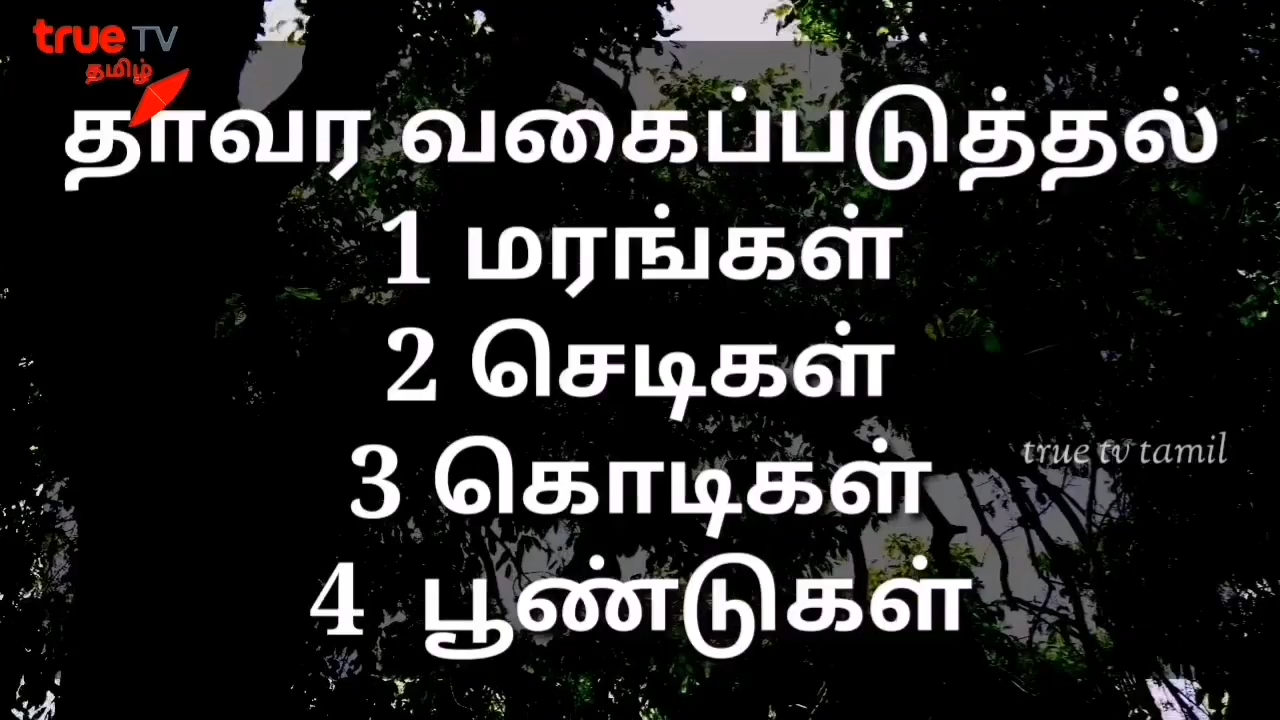 true TV
தமிழ்
தாவர வகைப்படுத்தல்
1 மரங்கள்
2 செடிகள்
3 கொடிகள்
true tv tamil
4 பூண்டுகள்